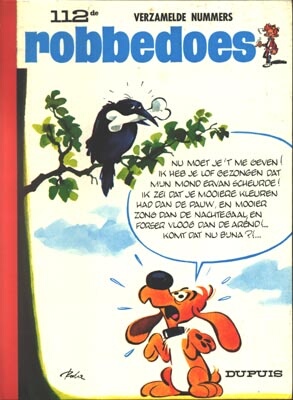 112de VERZAMELDE NUMMERS
robbedoes
NU MOET JE 'T ME GEVEN!
IK HEB JE LOF GEZONGEN DAT
MIJN MOND ERVAN SCHEURDE!
IK ZEI DAT JE MOOIERE KLEUREN
HAD DAN DE PAUW, EN MOOIER
ZONG DAN DE NACHTEGAAL, EN
FORSER VLOOG DAN DE AREND!...
KOMT DAT NU BIJNA?!...
DUPUIS